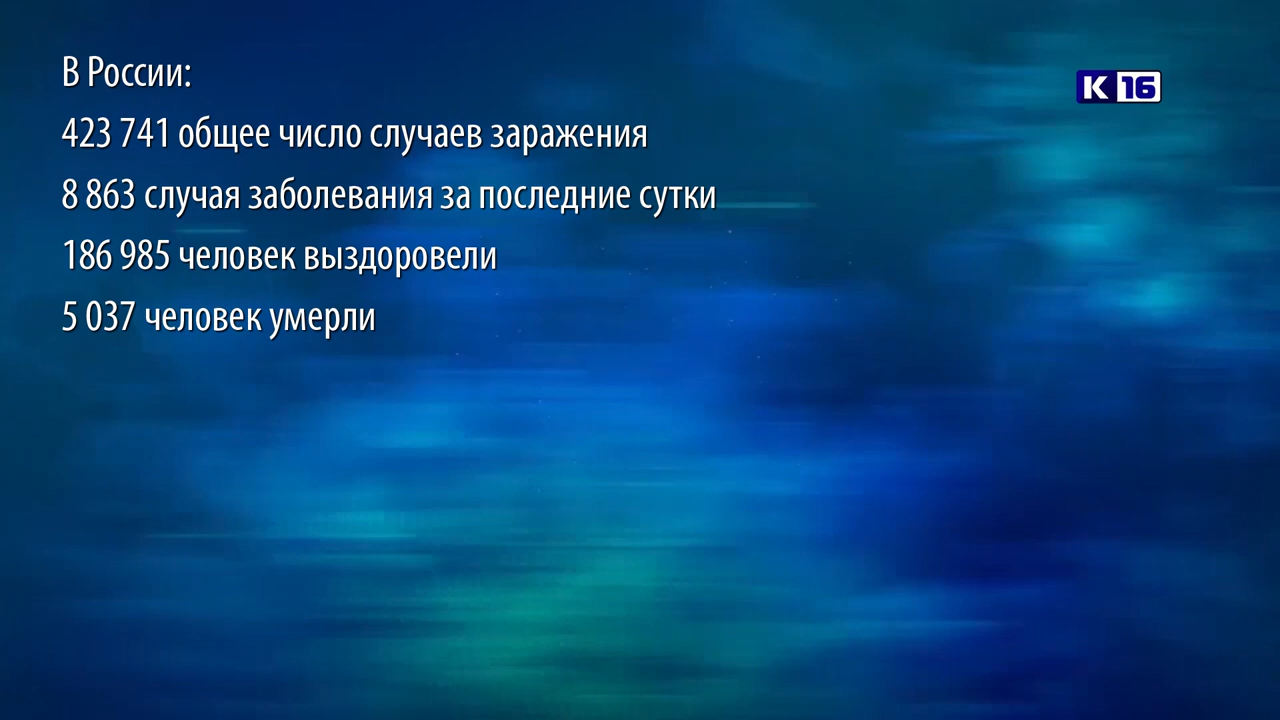 В России:
К 16
423 741 общее число случаев заражения
8 863 случая заболевания за последние сутки
186 985 человек выздоровели
5 037 человек умерли